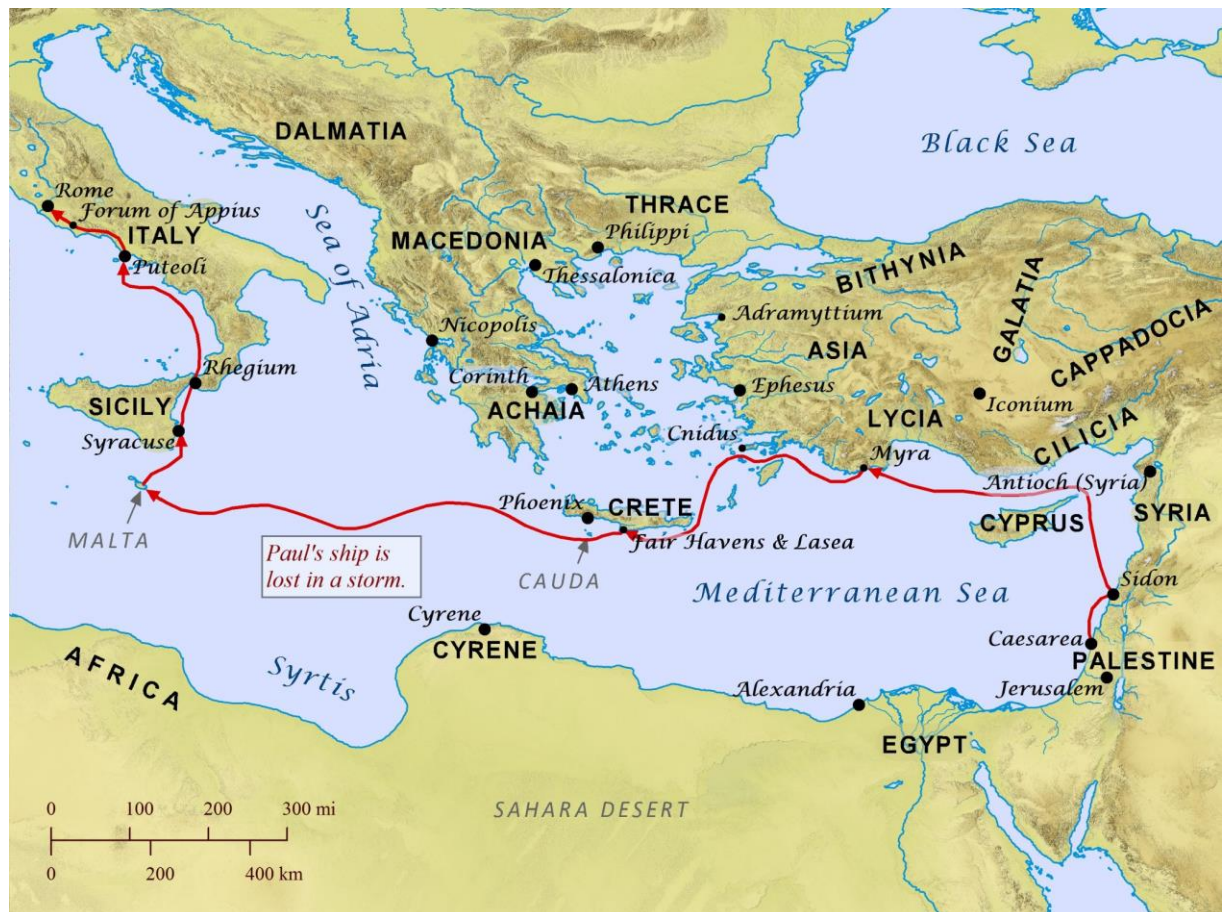 DALMATIA
Black Sea
Rome
Forum of Appius
ITALY
Puteoli
Sea of Adria
THRACE
Philippi
MACEDONIA
Thessalonica
BITHYNIA
GALATIA
CAPPADOCIA
Adramyttium
Nicopolis
ASIA
Rhegium
Corinth
Athens
Ephesus
ACHAIA
Iconium
SICILY
LYCIA
Syracuse
Cnidus
Myra
CILICIA
Antioch (Syria)
Phoenix
CRETE
CYPRUS
SYRIA
MALTA
Fair Havens & Lasea
Paul's ship is
lost in a storm.
CAUDA
Mediterranean Sea
Sidon
Cyrene
Caesarea
CYRENE
PALESTINE
AFRICA
Syrtis
Alexandria
Jerusalem
EGYPT
SAHARA DESERT
0 100 200 300 mi
0 200 400 km